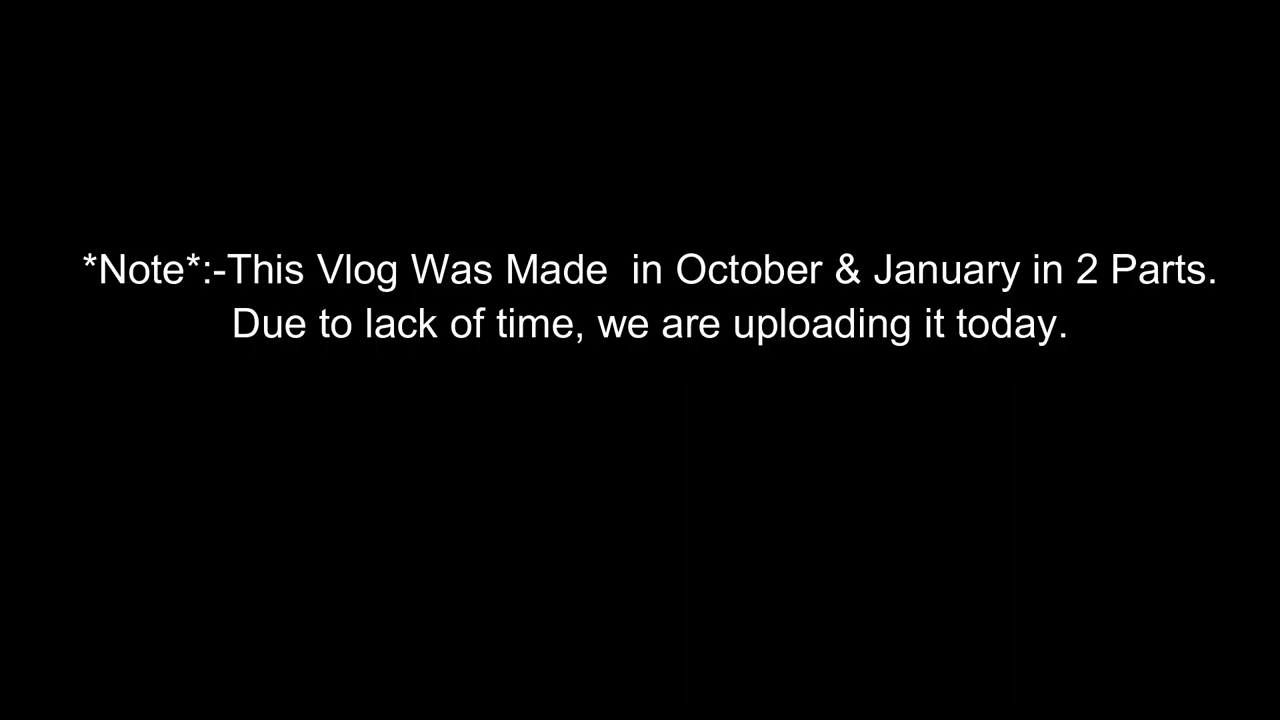 *Note*:-This Vlog Was Made  in October & January in 2 Parts.
Due to lack of time, we are uploading it today.